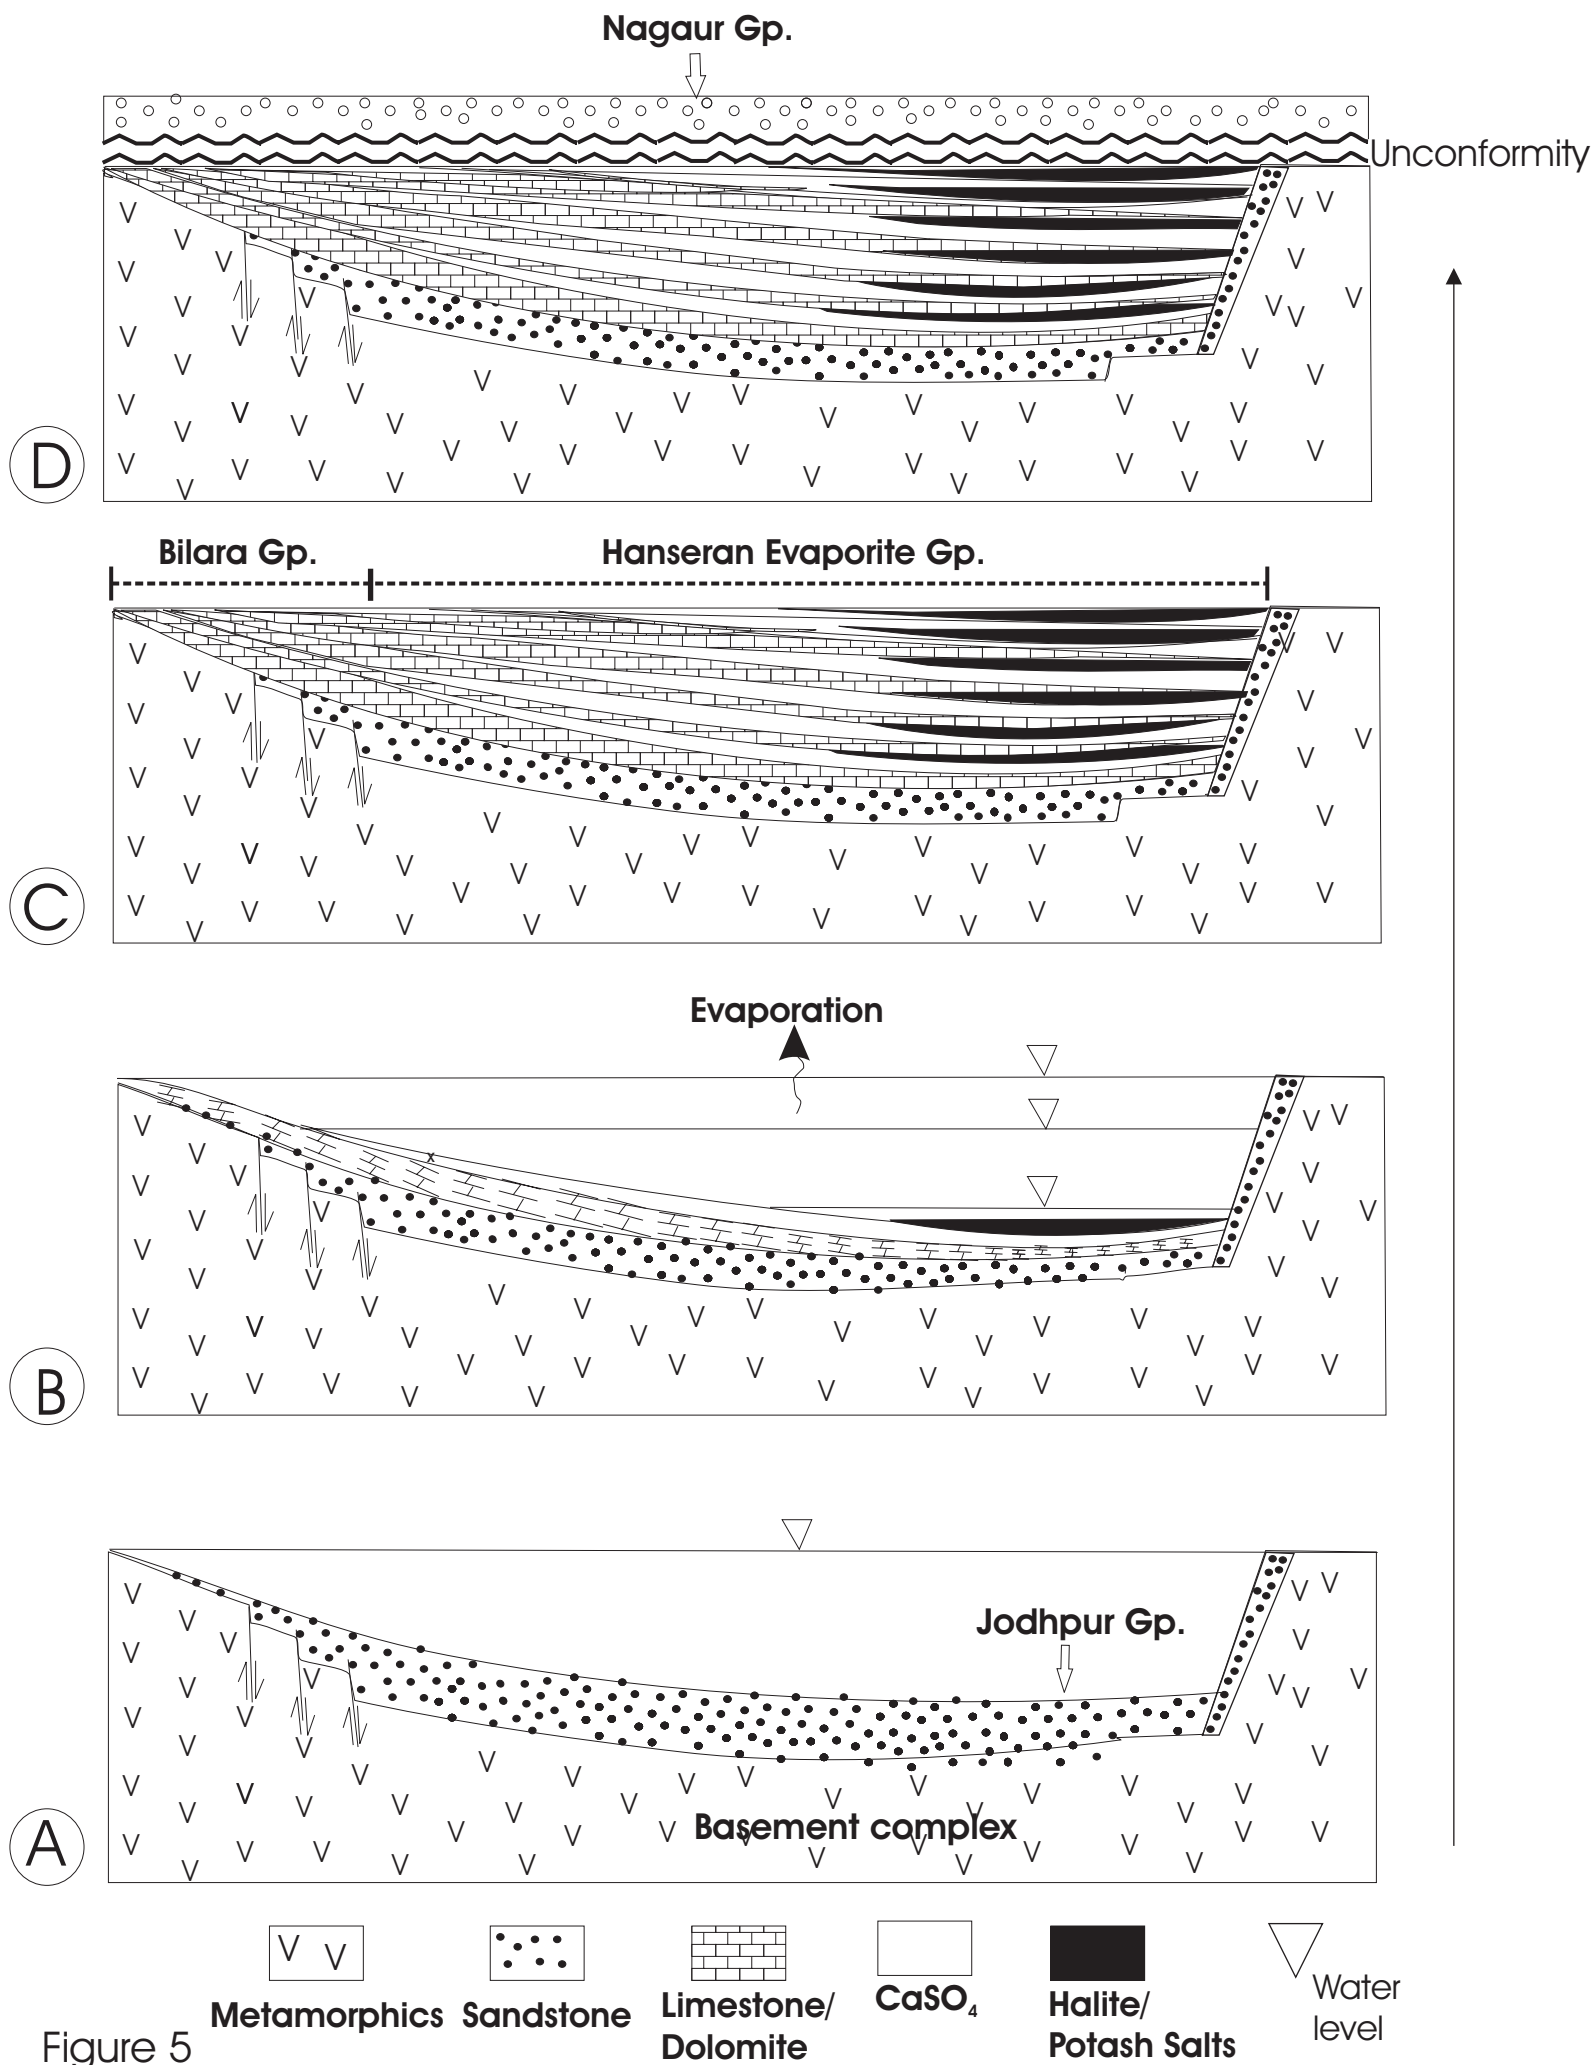 Nagaur Gp.
Unconformity
D
Bilara Gp.
Hanseran Evaporite Gp.
C
Evaporation
x
B
Jodhpur Gp.
Basement complex
A
Metamorphics
Sandstone
Limestone/
Dolomite
CaSO₄
Halite/
Potash Salts
Water
level
Figure 5